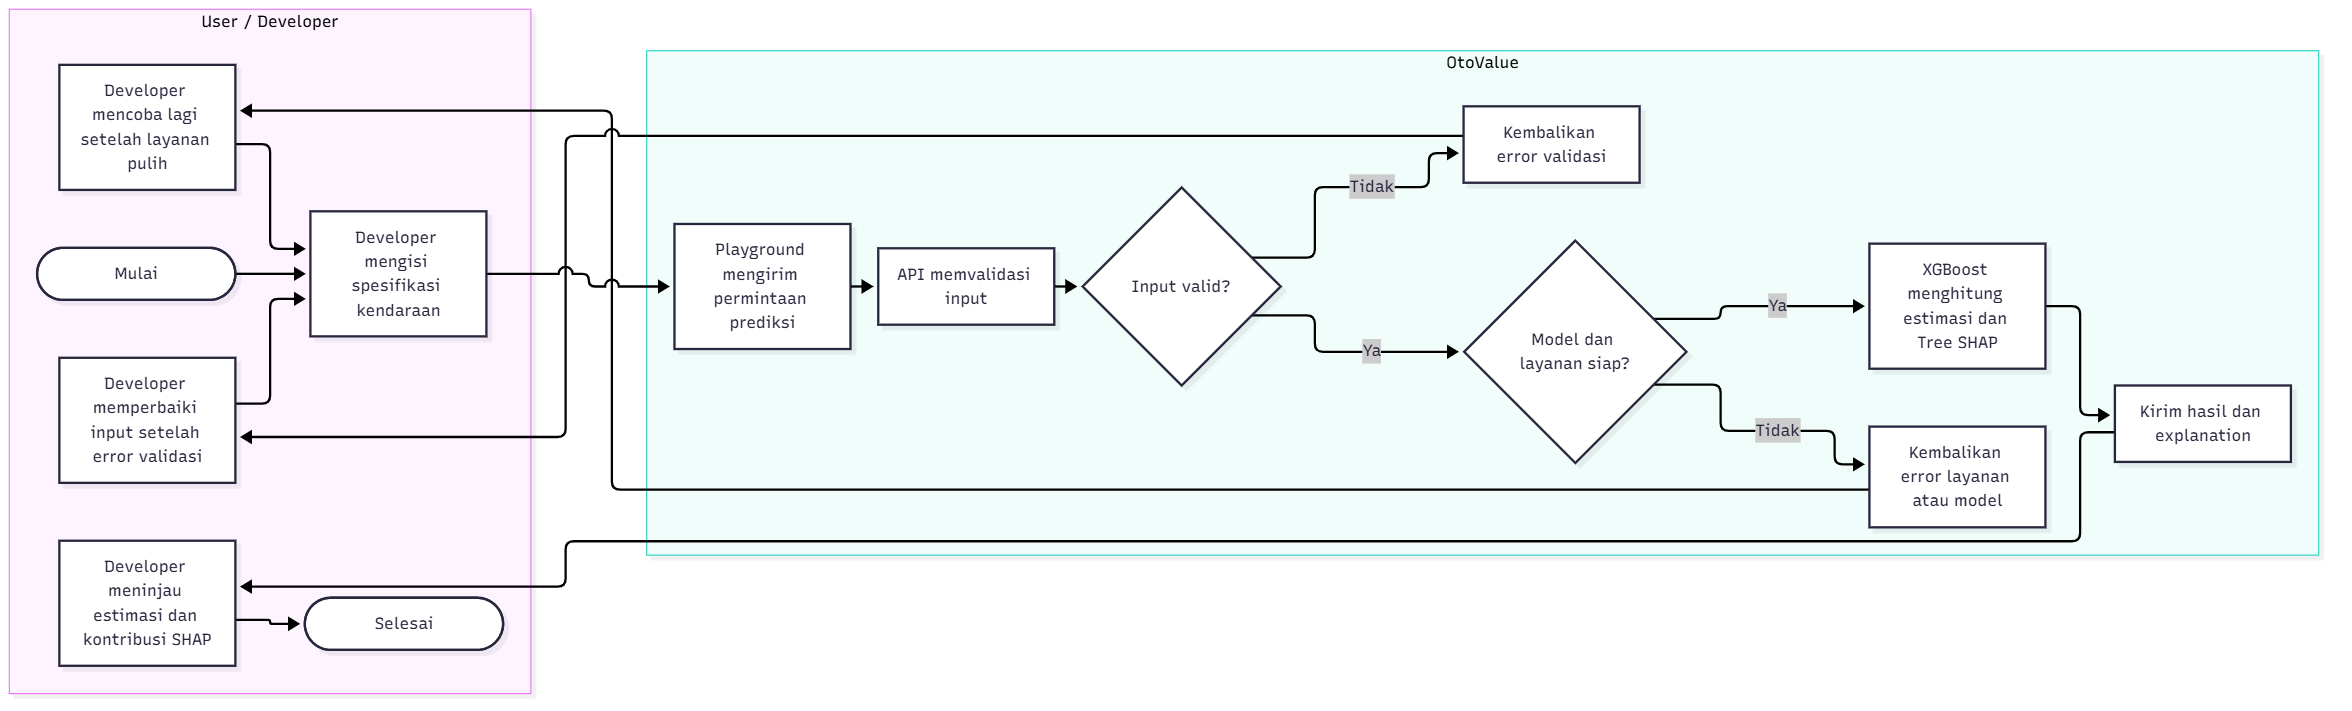 User / Developer
Developer
mencoba lagi
setelah layanan
pulih
Mulai
Developer
mengisi
spesifikasi
kendaraan
Developer
memperbaiki
input setelah
error validasi
Developer
meninjau
estimasi dan
kontribusi SHAP
Selesai
OtoValue
Playground
mengirim
permintaan
prediksi
API memvalidasi
input
Input valid?
Tidak
Kembalikan
error validasi
Ya
Model dan
layanan siap?
Ya
XGBoost
menghitung
estimasi dan
Tree SHAP
Tidak
Kembalikan
error layanan
atau model
Kirim hasil dan
explanation